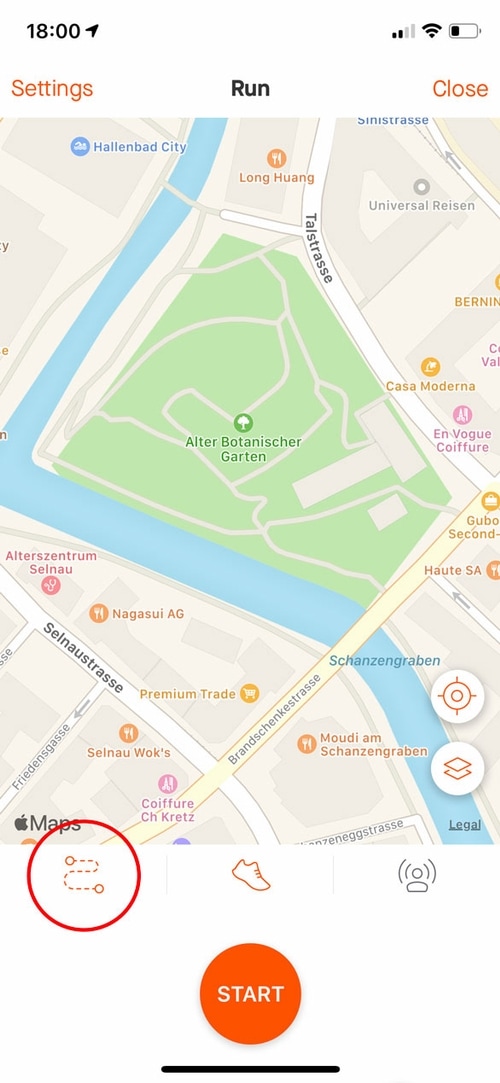 18:00
Settings
Run
Close
Sihlstrasse
Hallenbad City
Long Huang
Universal Reisen
Talstrasse
BERNIN
Casa Moderna
En Vogue
Coiffure
Alter Botanischer
Garten
Gubo
Second-
Alterszentrum
Selnau
Haute SA
Nagasui AG
Selnaustrasse
Schanzengraben
Premium Trade
Brandschenkestrasse
Friedensgasse
Selnau Wok's
Moudi am
Schanzengraben
Coiffure
Ch Kretz
Maps
Legal
hanzeneggstrasse
START